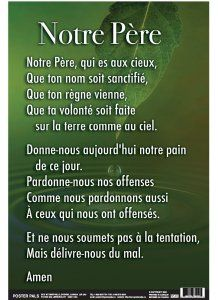 Notre Père
Notre Père, qui es aux cieux,
Que ton nom soit sanctifié,
Que ton règne vienne,
Que ta volonté soit faite
sur la terre comme au ciel.
Donne-nous aujourd'hui notre pain
de ce jour.
Pardonne-nous nos offenses
Comme nous pardonnons aussi
À ceux qui nous ont offensés.
Et ne nous soumets pas à la tentation,
Mais délivre-nous du mal.
Amen
POSTER PALS